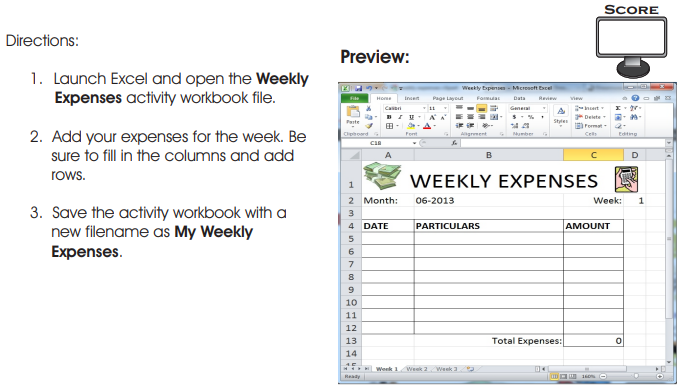 SCORE
Directions:
1. Launch Excel and open the Weekly
Expenses activity workbook file.
2. Add your expenses for the week. Be
sure to fill in the columns and add
rows.
3. Save the activity workbook with a
new filename as My Weekly
Expenses.
Preview:
Weekly Expenses - Microsoft Excel
File Home Insert Page Layout Formulas Data Review View
Calibri 11 General Insert
Paste Styles Delete
Format
Clipboard Font Alignment Number Cells Editing
C18 fx
A B C D
1 WEEKLY EXPENSES
2 Month: 06-2013 Week: 1
3
4 DATE PARTICULARS AMOUNT
5
6
7
8
9
10
11
12
13 Total Expenses: 0
14
Week 1 Week 2 Week 3
Ready 160%